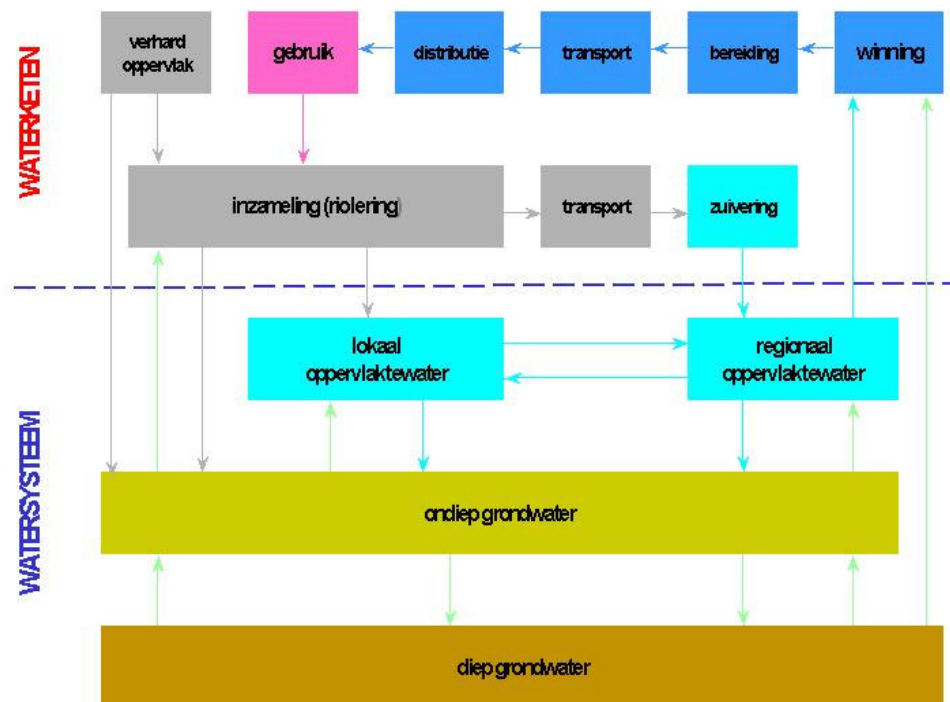 WATERKETEN
verhard
oppervlak
gebruik
distributie
transport
bereiding
winning
inzameling (riolering)
transport
zuivering
WATERSYSTEEM
lokaal
oppervlaktewater
regionaal
oppervlaktewater
ondiep grondwater
diep grondwater